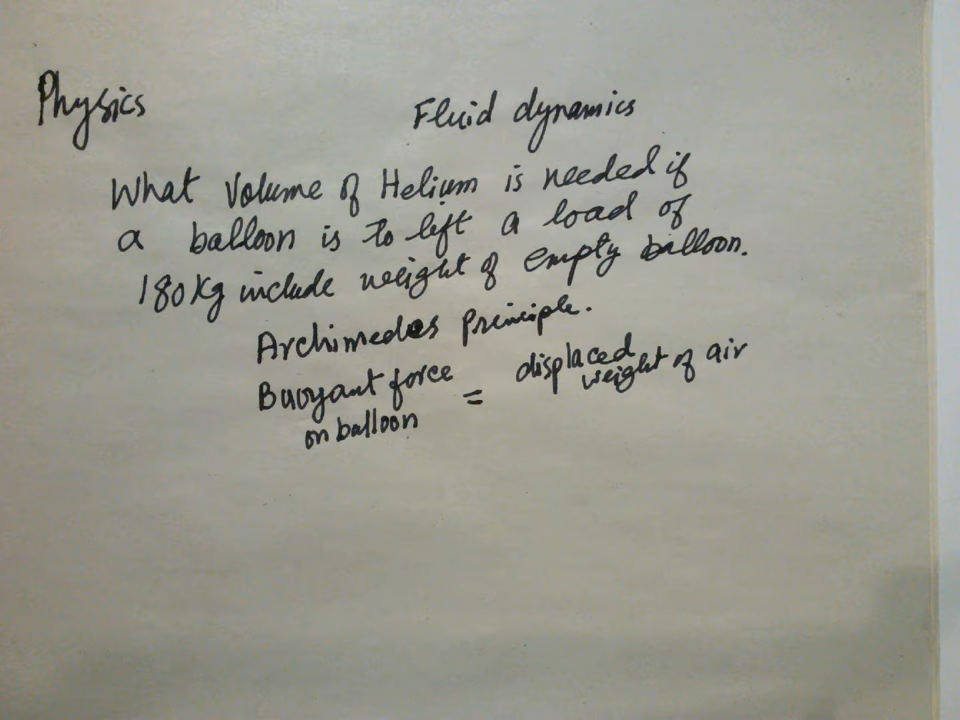 Physics Fluid dynamics
What Volume of Helium is needed if
a balloon is to left a load of
180 Kg include weight of empty balloon.
Archimedes Principle.
Buoyant force on balloon = displaced weight of air